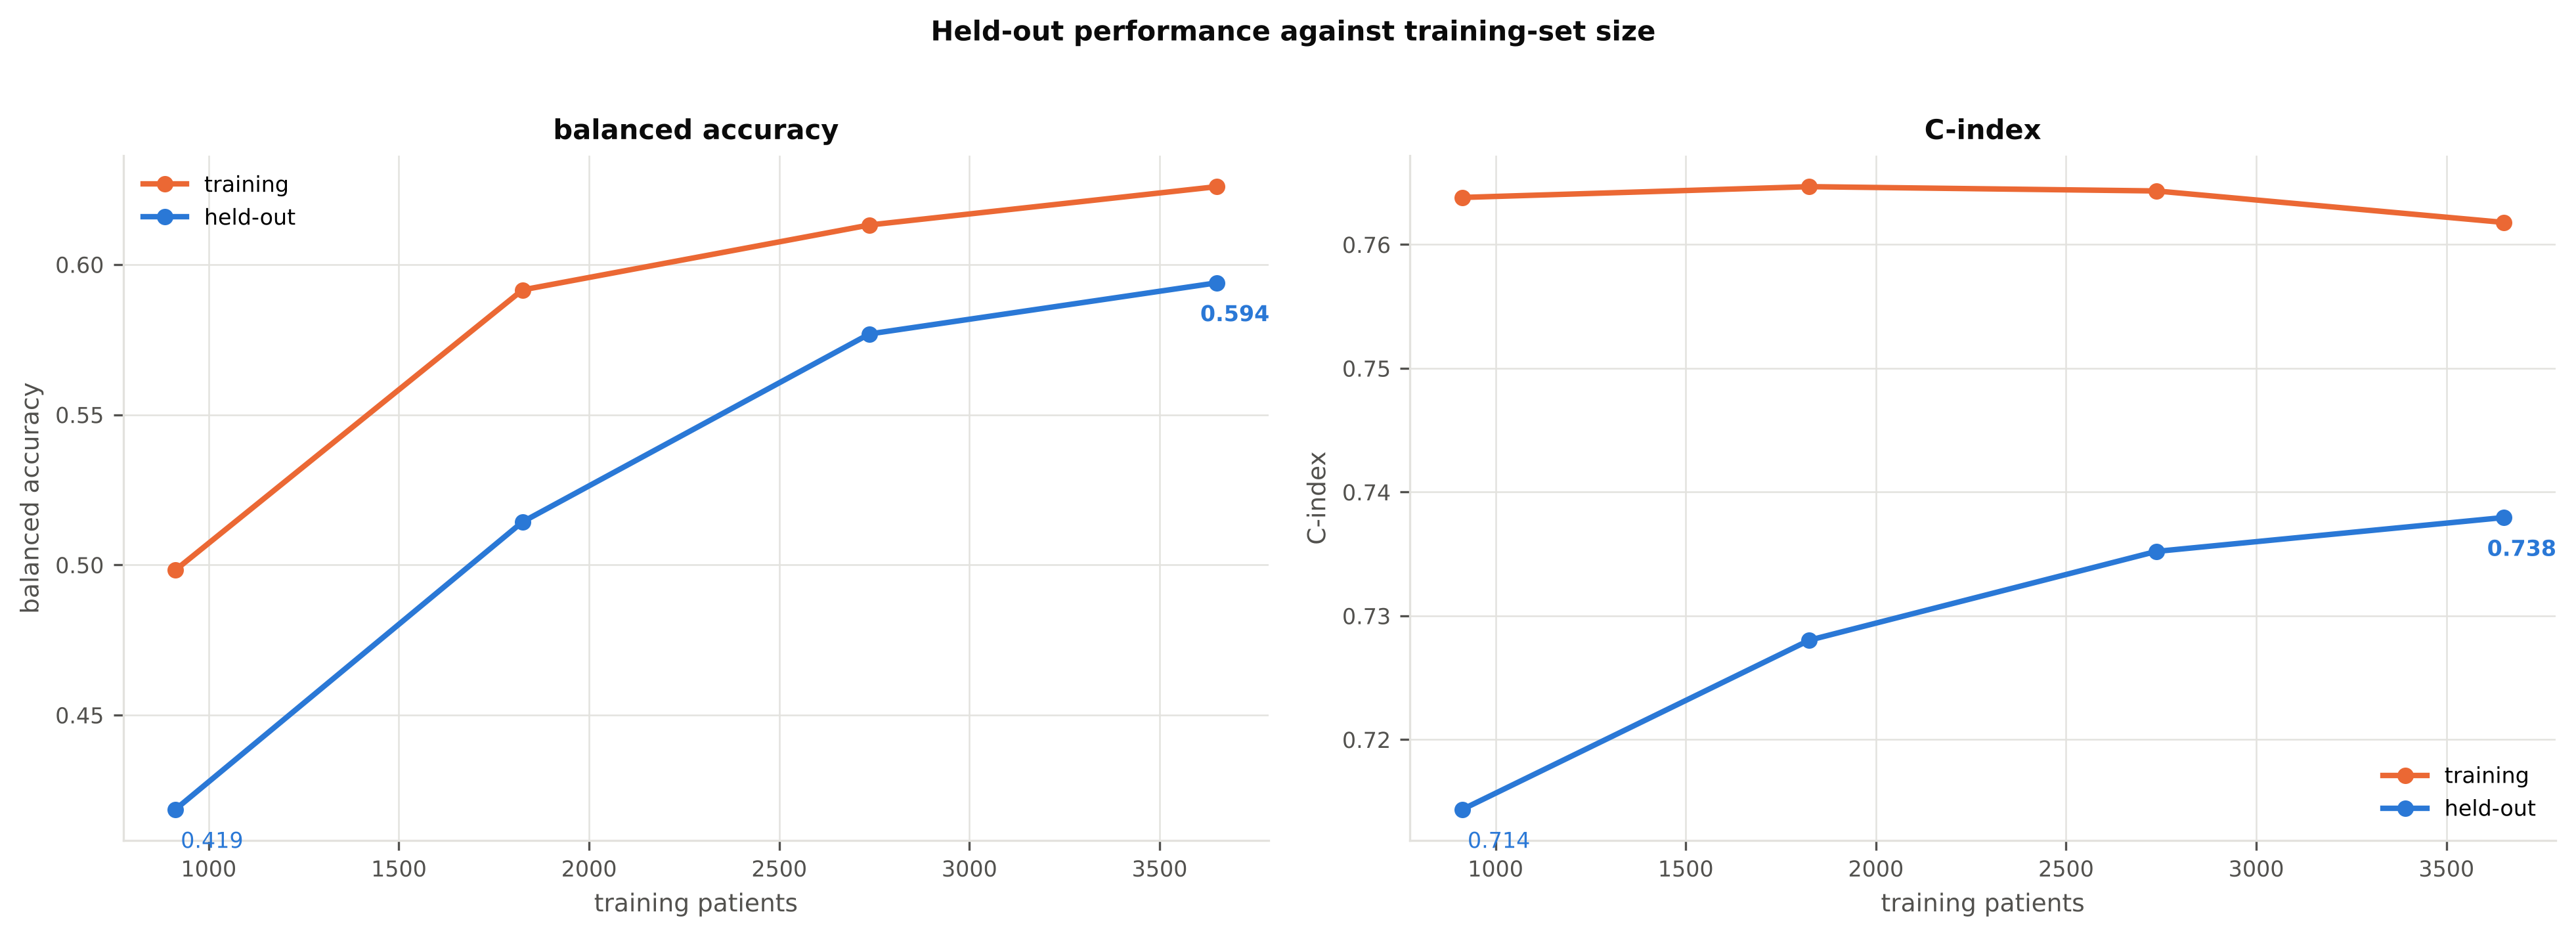 Held-out performance against training-set size
balanced accuracy
training
held-out
0.60
0.55
0.50
0.45
balanced accuracy
0.594
0.419
1000 1500 2000 2500 3000 3500
training patients
C-index
0.76
0.75
0.74
0.73
0.72
C-index
0.738
0.714
training
held-out
1000 1500 2000 2500 3000 3500
training patients